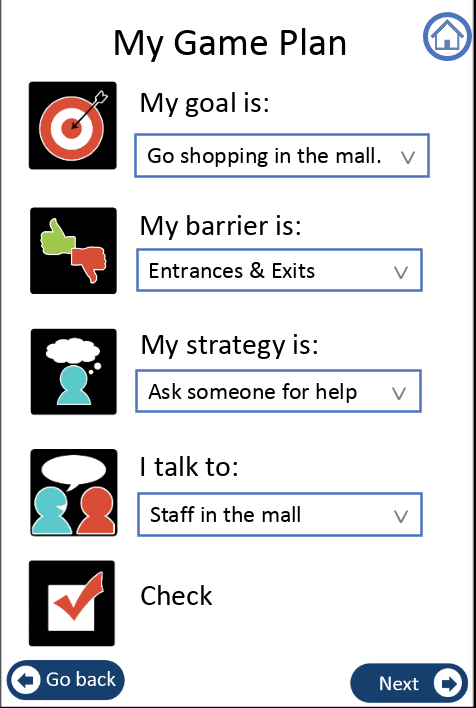 My Game Plan
My goal is:
Go shopping in the mall.
My barrier is:
Entrances & Exits
My strategy is:
Ask someone for help
I talk to:
Staff in the mall
Check
Go back
Next